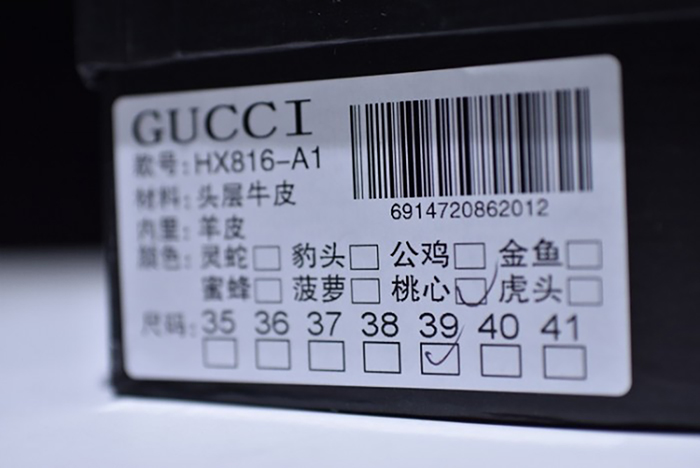 GUCCI
款号: HX816-A1
材料: 头层牛皮
内里: 羊皮
6914720862012
颜色: 灵蛇 豹头 公鸡 金鱼
蜜蜂 菠萝 桃心 虎头
尺码: 35 36 37 38 39 40 41